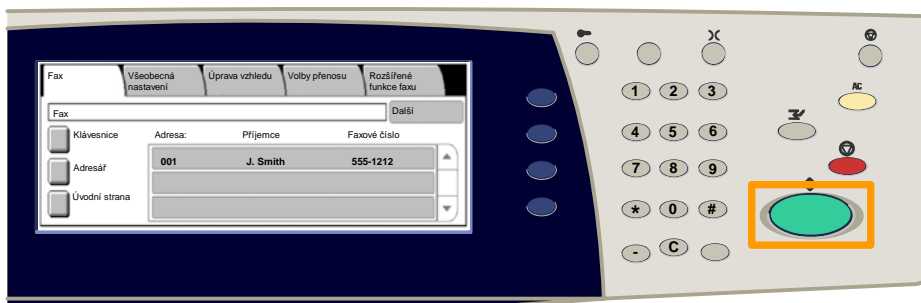 Fax
Všeobecná nastavení
Úprava vzhledu
Volby přenosu
Rozšířené funkce faxu
Fax
Další
Klávesnice
Adresář
Úvodní strana
Adresa: Příjemce Faxové číslo
001 J. Smith 555-1212
1 2 3
4 5 6
7 8 9
* 0 #
- C
AC